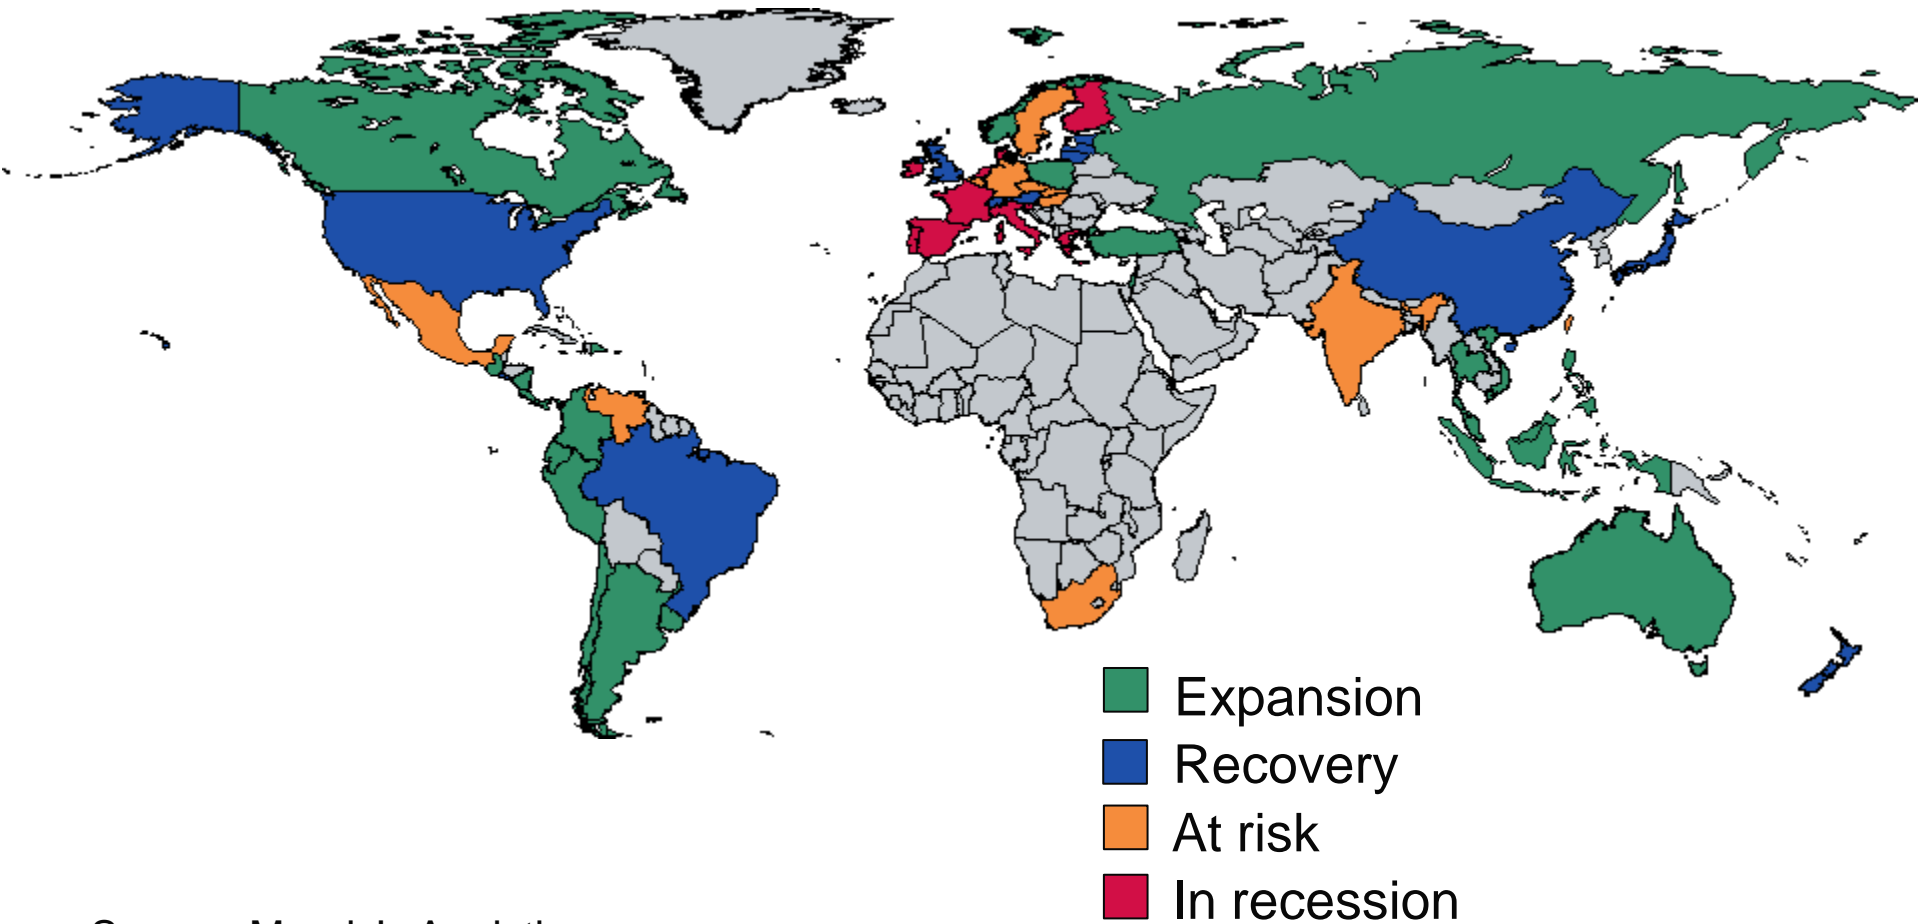 Expansion
Recovery
At risk
In recession